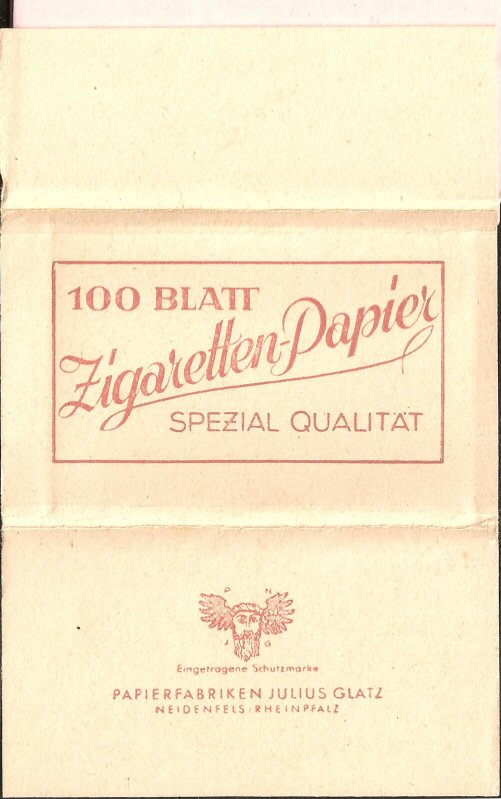 100 BLATT
Zigaretten-Papier
SPEZIAL QUALITÄT
P N
J G
Eingetragene Schutzmarke
PAPIERFABRIKEN JULIUS GLATZ
NEIDENFELS/RHEINPFALZ